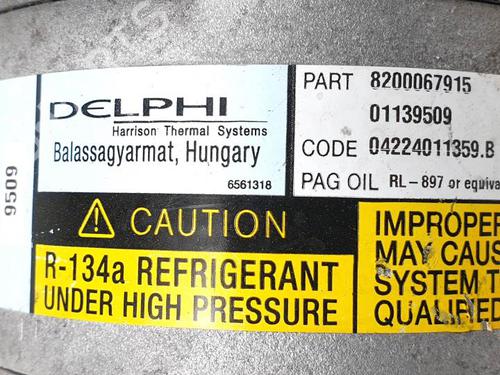 9509
DELPHI
Harrison Thermal Systems
Balassagyarmat, Hungary
6561318
PART 8200067915
01139509
CODE 04224011359.B
PAG OIL RL-897 or equiva
CAUTION
R-134a REFRIGERANT
UNDER HIGH PRESSURE
IMPROPER
MAY CAUS
SYSTEM T
QUALIFIED